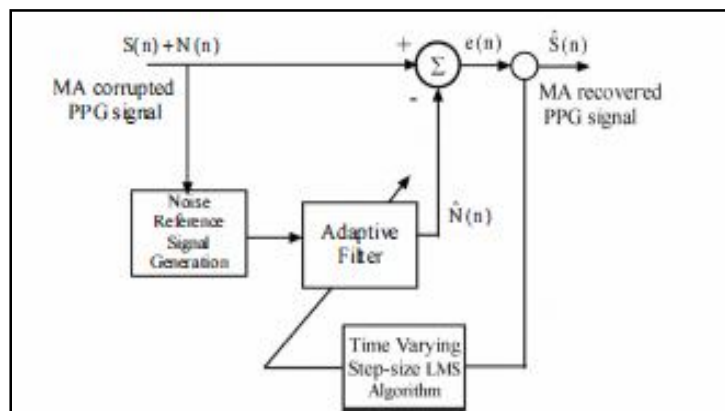 S(n)+N(n)
+
Σ
e(n)
Ŝ(n)
MA corrupted
PPG signal
-
MA recovered
PPG signal
Noise
Reference
Signal
Generation
Adaptive
Filter
N̂(n)
Time Varying
Step-size LMS
Algorithm